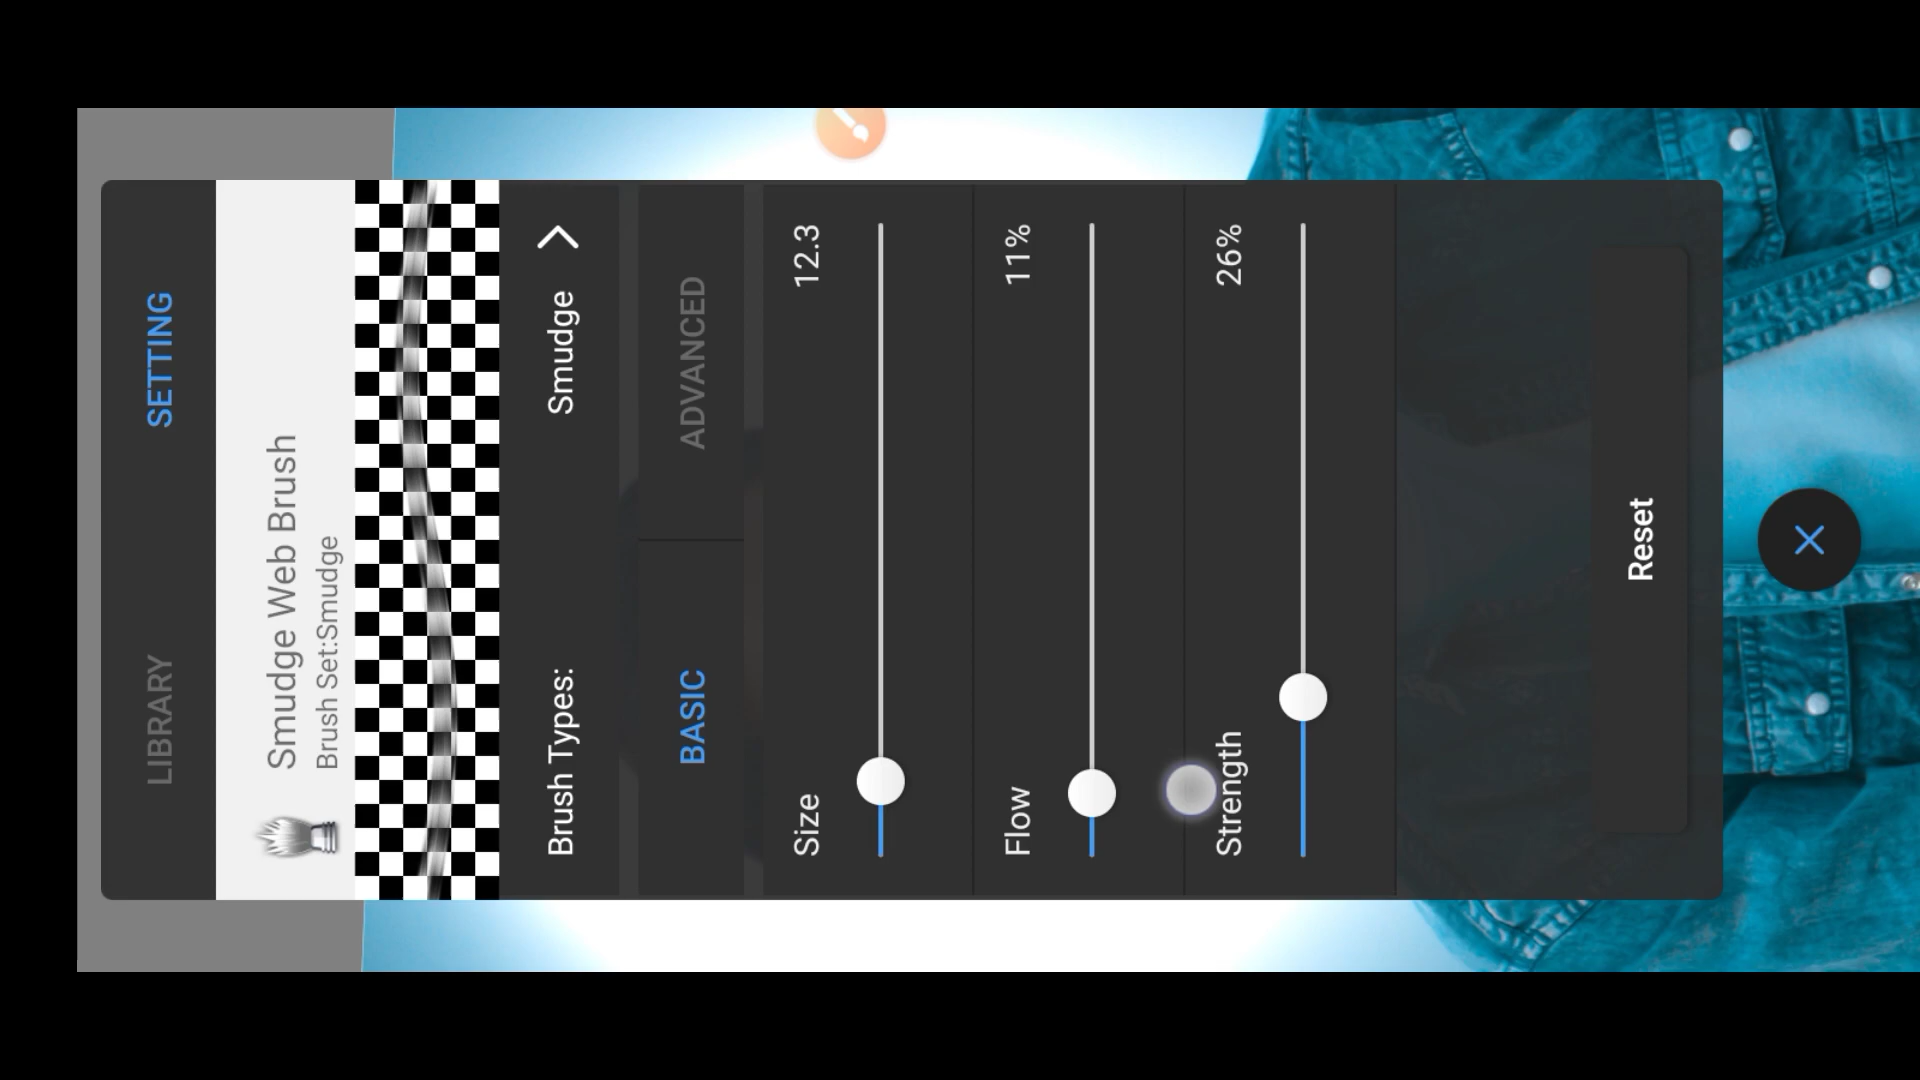 LIBRARY SETTING
Smudge Web Brush
Brush Set:Smudge
Brush Types: Smudge
BASIC ADVANCED
Size 12.3
Flow 11%
Strength 26%
Reset